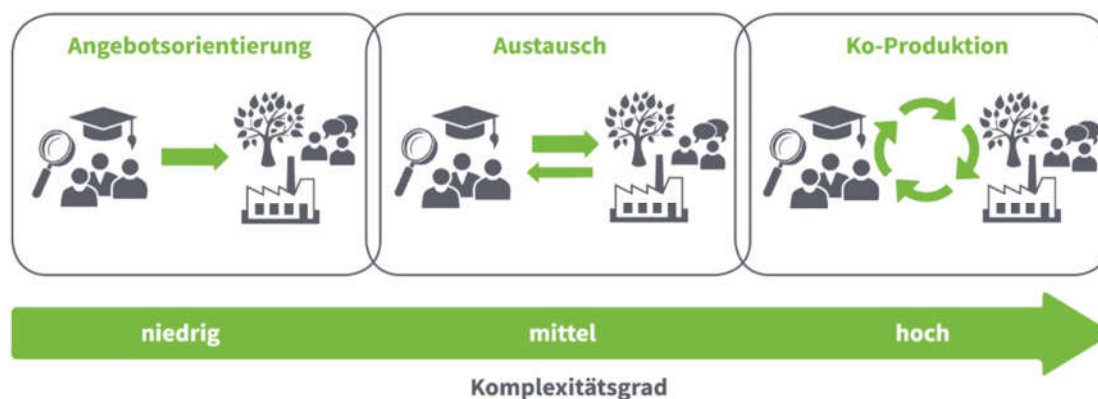 Angebotsorientierung
Austausch
Ko-Produktion
niedrig
mittel
hoch
Komplexitätsgrad